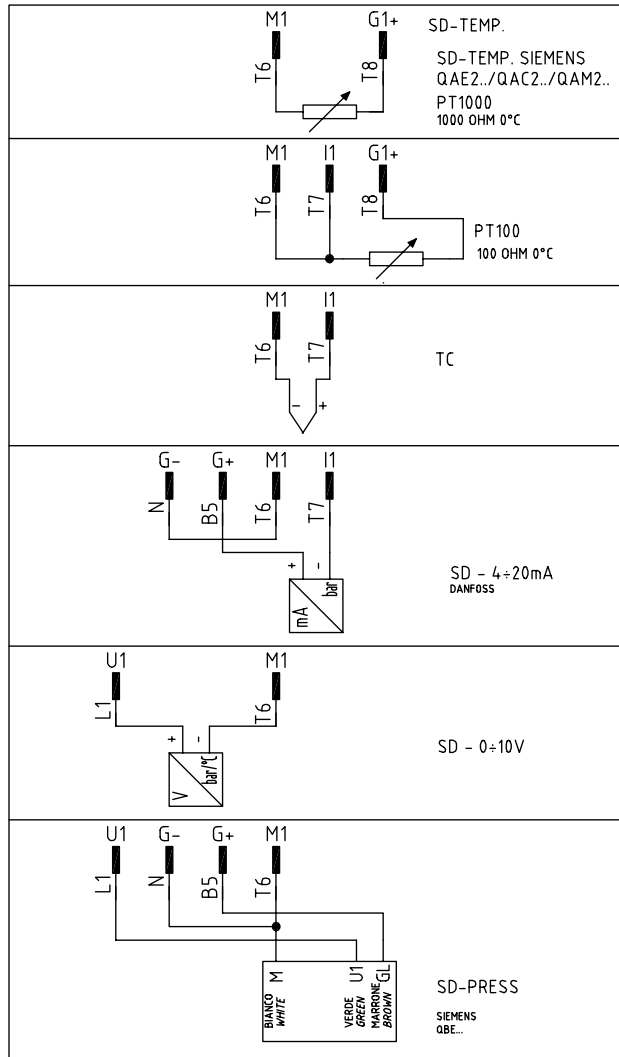 M1 G1+
T6 T8
SD-TEMP.
SD-TEMP. SIEMENS
QAE2../QAC2../QAM2..
PT1000
1000 OHM 0°C
M1 I1 G1+
T6 T7 T8
PT100
100 OHM 0°C
M1 I1
T6 T7
- +
TC
G- G+ M1 I1
N B5 T6 T7
+ -
mA bar
SD - 4÷20mA
DANFOSS
U1 M1
L1 T6
+ -
V bar/°C
SD - 0÷10V
U1 G- G+ M1
L1 N B5 T6
M U1 GL
BIANCO VERDE MARRONE
WHITE GREEN BROWN
SD-PRESS
SIEMENS
QBE...